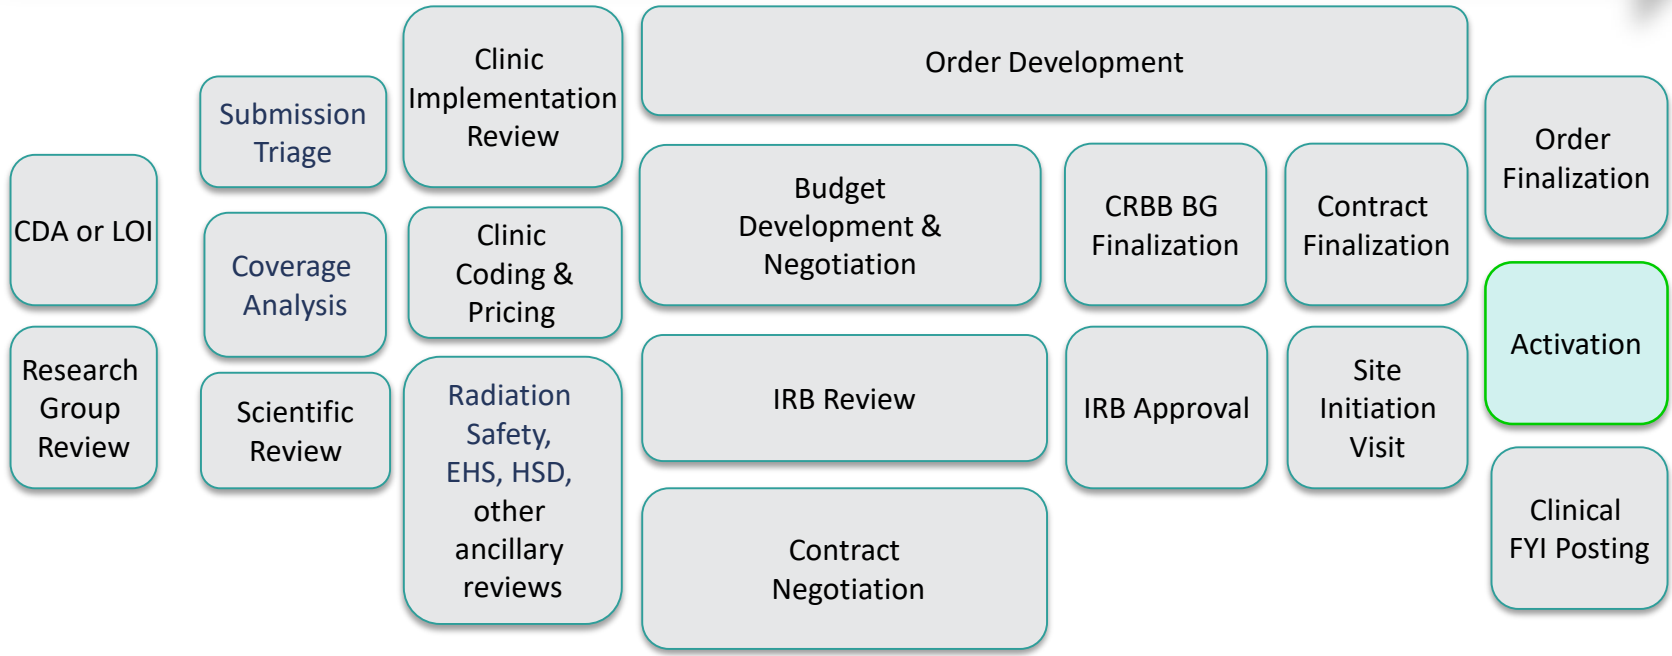 CDA or LOI
Research
Group
Review
Submission
Triage
Coverage
Analysis
Scientific
Review
Clinic
Implementation
Review
Clinic
Coding &
Pricing
Radiation
Safety,
EHS, HSD,
other
ancillary
reviews
Order Development
Budget
Development &
Negotiation
IRB Review
Contract
Negotiation
CRBB BG
Finalization
IRB Approval
Contract
Finalization
Site
Initiation
Visit
Order
Finalization
Activation
Clinical
FYI Posting